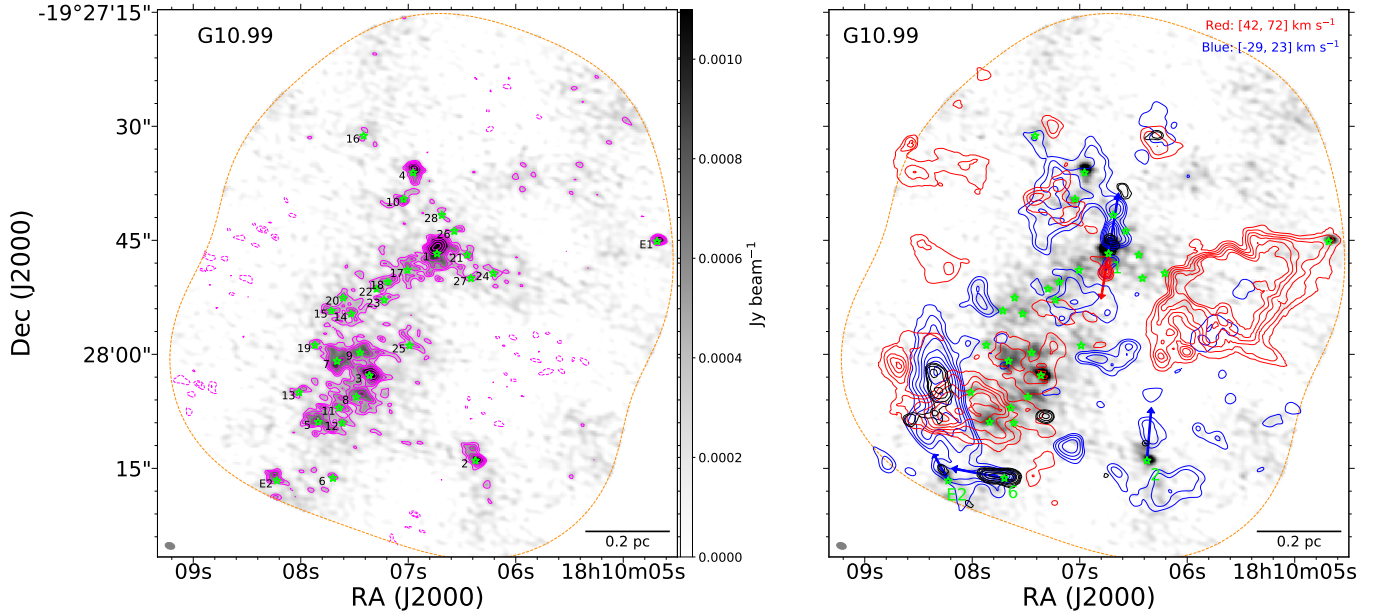 G10.99
-19°27'15"
30"
45"
28'00"
15"
Dec (J2000)
16
4
10
28
26
1
21
E1
17
18
27
24
22
23
20
15
14
19
9
25
7
3
13
8
11
5
12
2
E2
6
0.2 pc
09s
08s
07s
06s
18h10m05s
RA (J2000)
0.0010
0.0008
0.0006
0.0004
0.0002
0.0000
Jy beam⁻¹
G10.99
Red: [42, 72] km s⁻¹
Blue: [-29, 23] km s⁻¹
1
E2
6
0.2 pc
09s
08s
07s
06s
18h10m05s
RA (J2000)